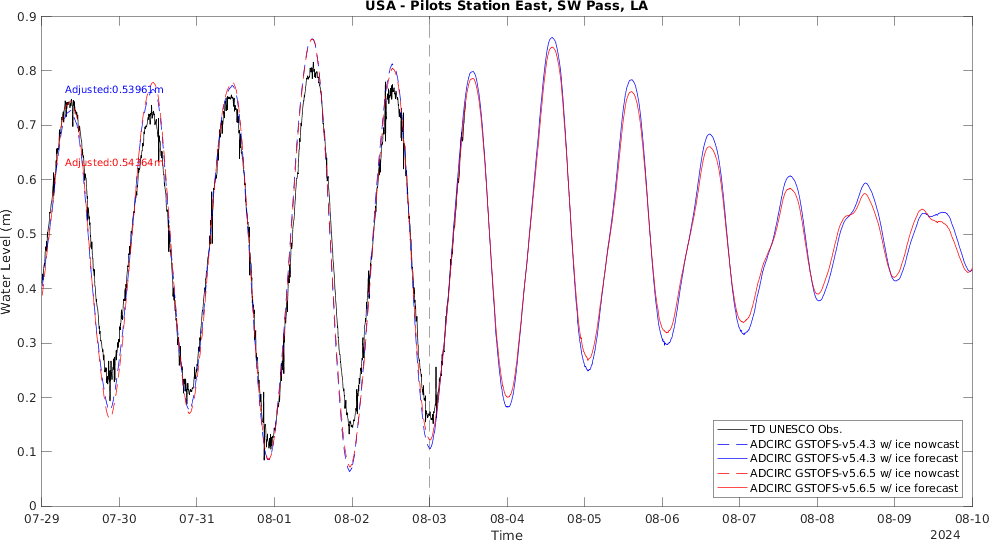 USA - Pilots Station East, SW Pass, LA
0.9
0.8
0.7
0.6
0.5
0.4
0.3
0.2
0.1
0
Water Level (m)
Adjusted:0.53961m
Adjusted:0.54364m
TD UNESCO Obs.
ADCIRC GSTOFS-v5.4.3 w/ ice nowcast
ADCIRC GSTOFS-v5.4.3 w/ ice forecast
ADCIRC GSTOFS-v5.6.5 w/ ice nowcast
ADCIRC GSTOFS-v5.6.5 w/ ice forecast
07-29 07-30 07-31 08-01 08-02 08-03 08-04 08-05 08-06 08-07 08-08 08-09 08-10
Time
2024